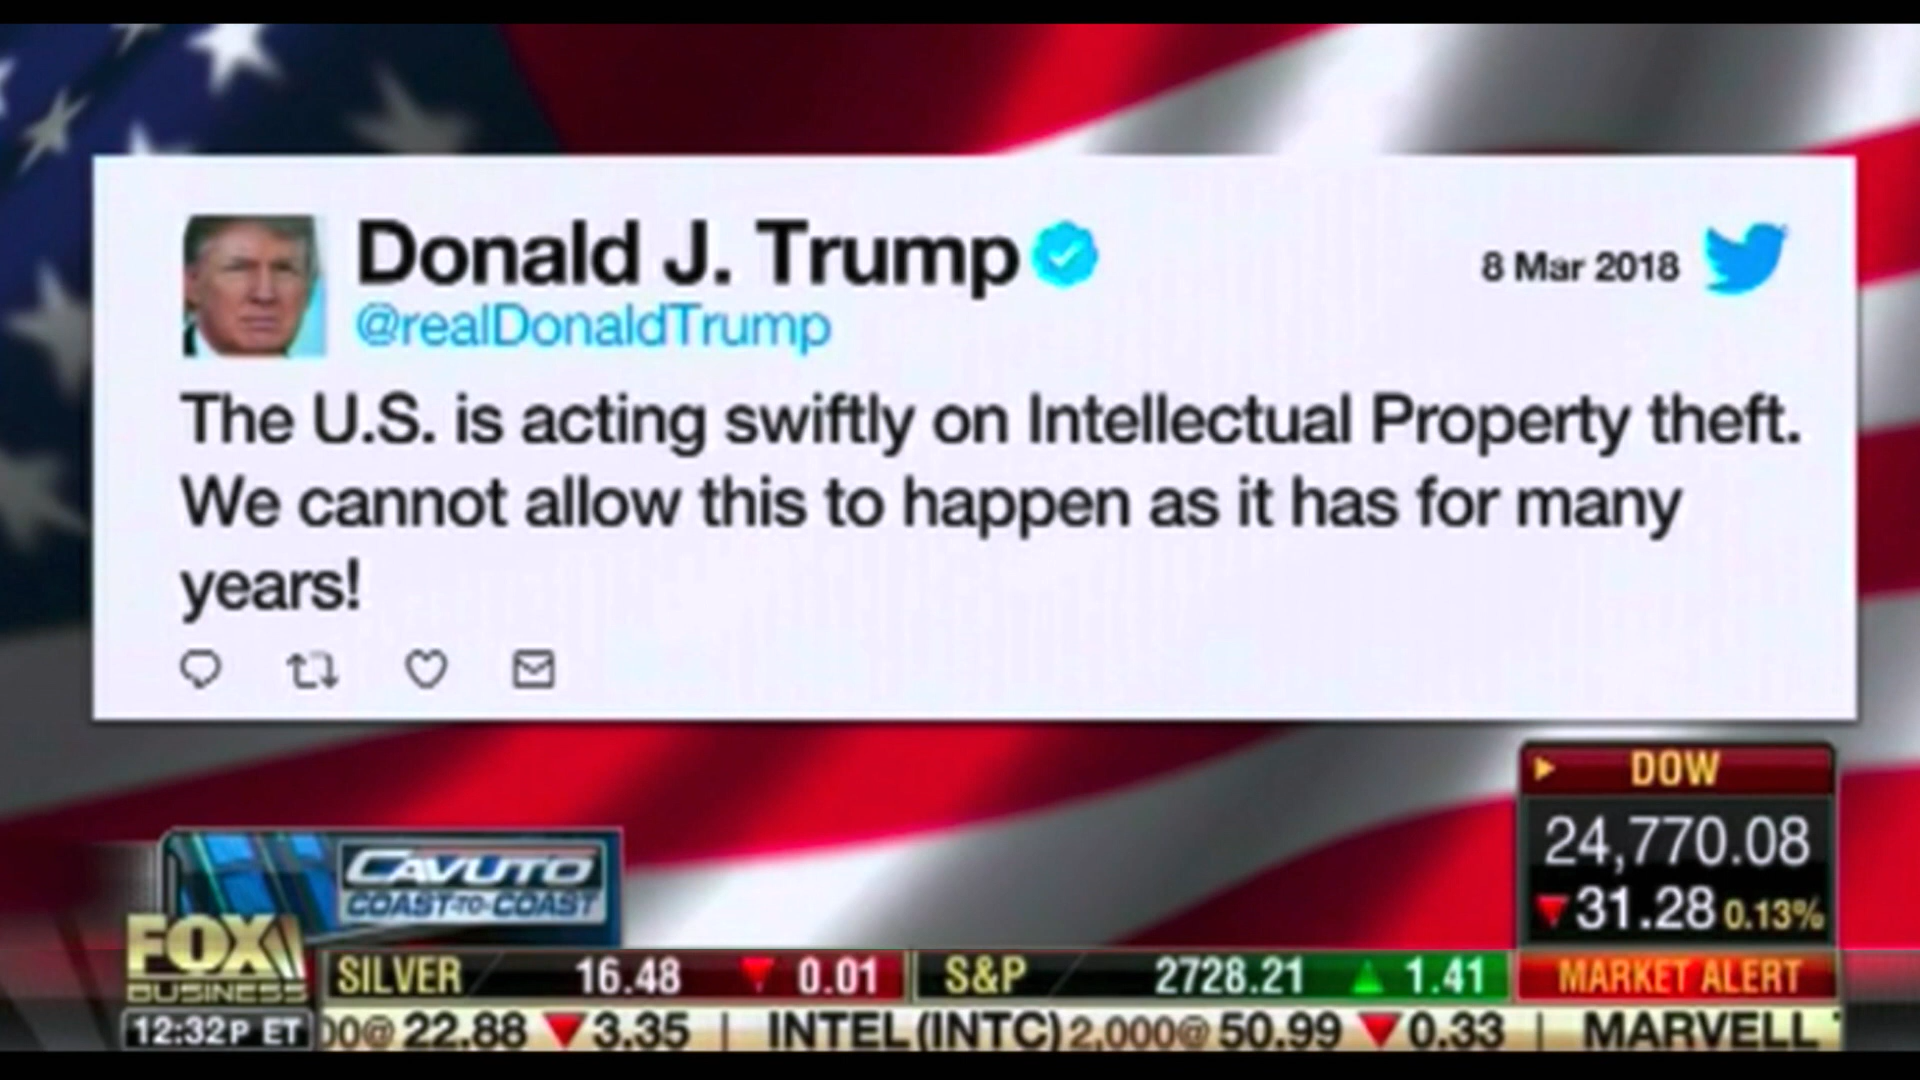 Donald J. Trump
@realDonaldTrump
8 Mar 2018
The U.S. is acting swiftly on Intellectual Property theft.
We cannot allow this to happen as it has for many
years!
DOW
24,770.08
▼31.28 0.13%
MARKET ALERT
CAVUTO
COAST-TO-COAST
FOX
BUSINESS
SILVER 16.48 ▼ 0.01 S&P 2728.21 ▲ 1.41
12:32P ET
00@ 22.88 ▼3.35 | INTEL (INTC) 2,000@ 50.99 ▼0.33 | MARVELL